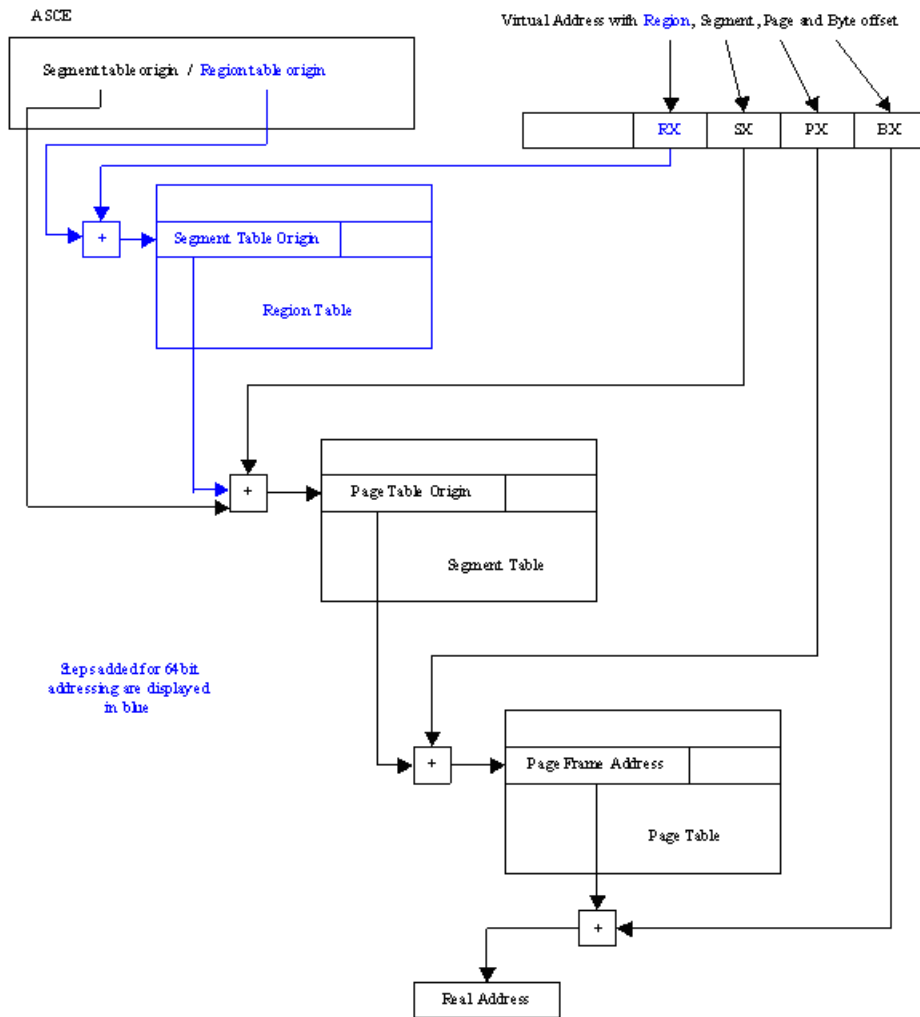 ASCE
Virtual Address with Region, Segment, Page and Byte offset
Segment table origin / Region table origin
RX SX PX BX
+
Segment Table Origin
Region Table
+
Page Table Origin
Segment Table
Steps added for 64 bit
addressing are displayed
in blue
+
Page Frame Address
Page Table
+
Real Address